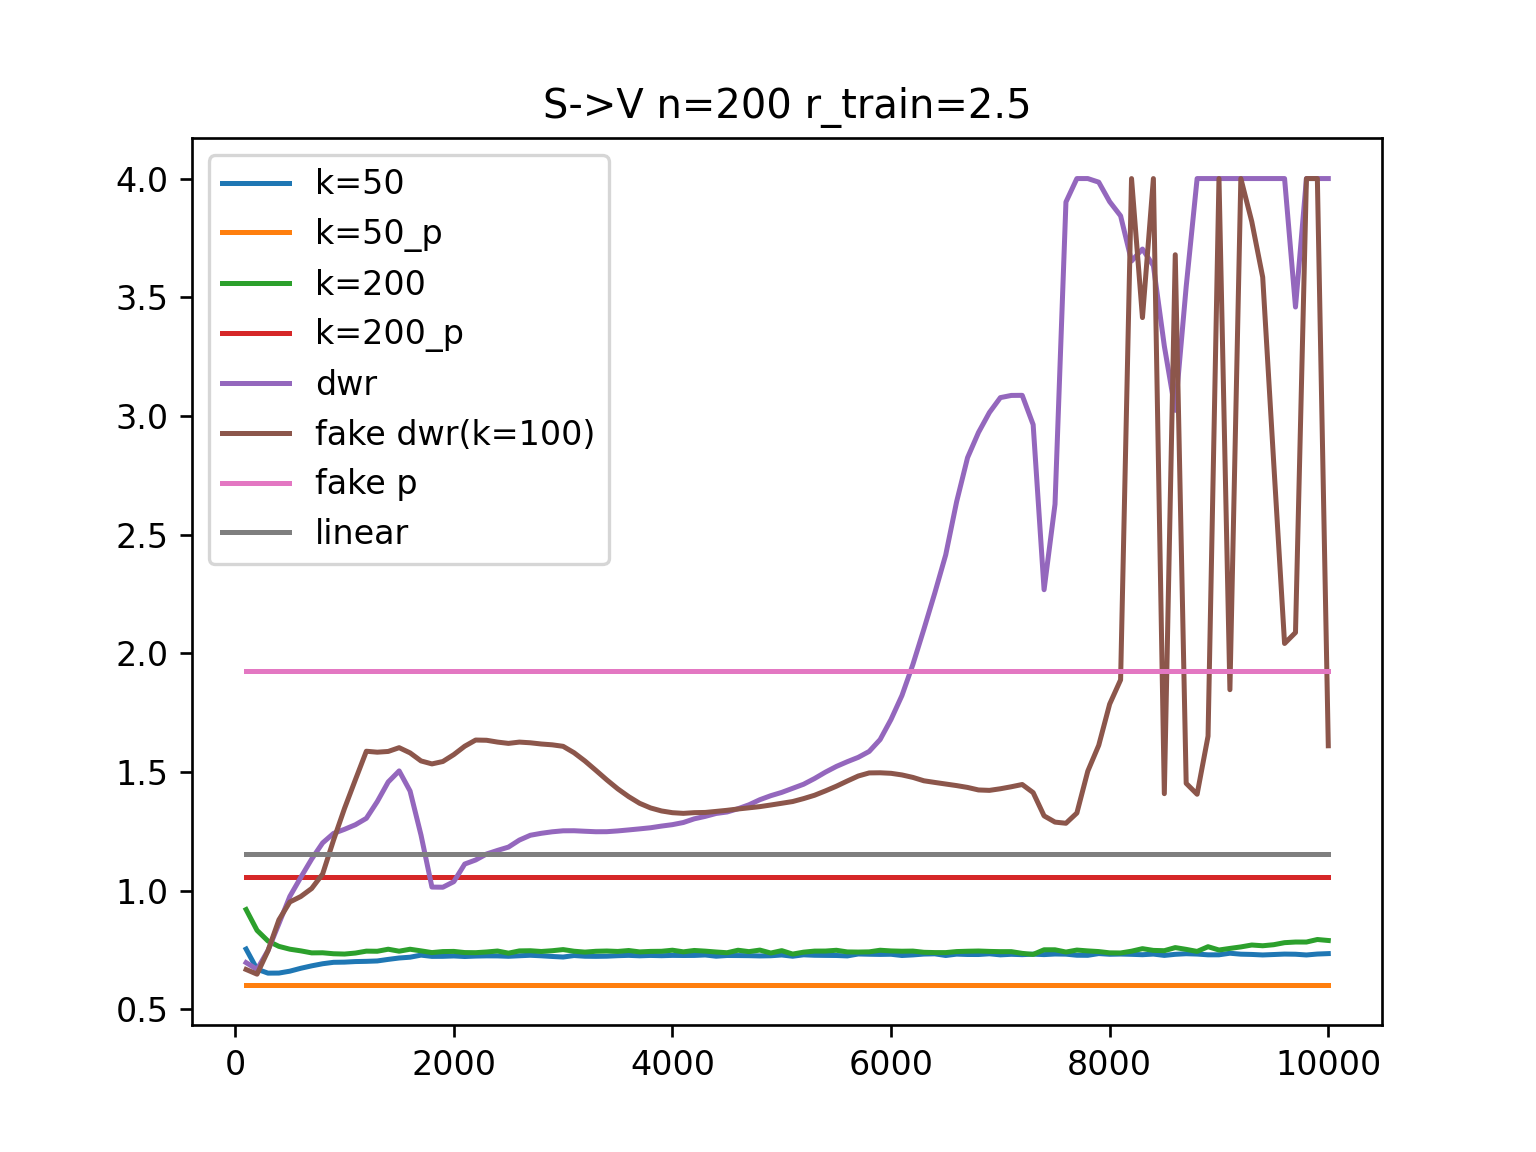 S->V n=200 r_train=2.5
4.0
3.5
3.0
2.5
2.0
1.5
1.0
0.5
k=50
k=50_p
k=200
k=200_p
dwr
fake dwr(k=100)
fake p
linear
0 2000 4000 6000 8000 10000